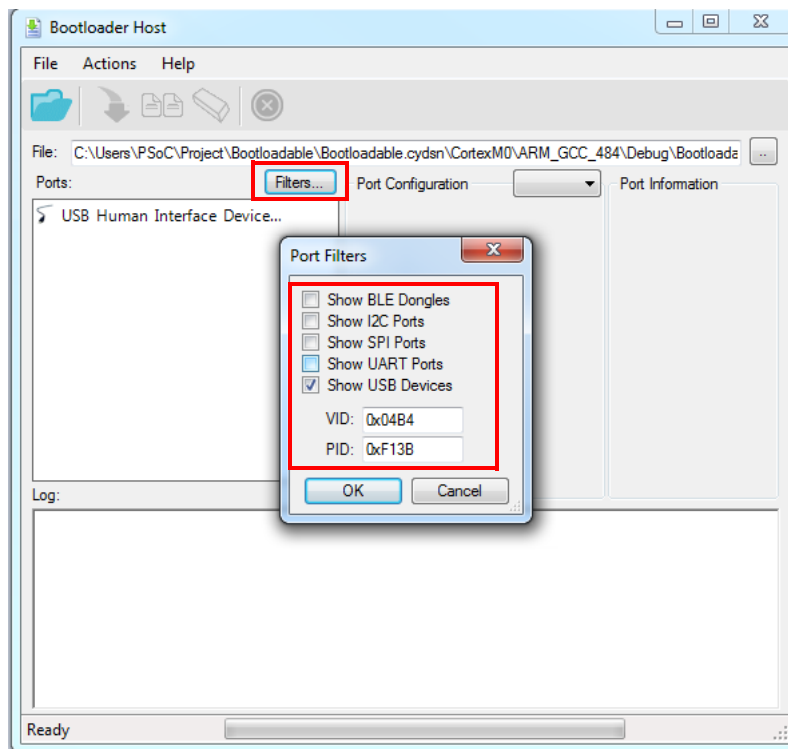 Bootloader Host
File Actions Help
File: C:\Users\PSoC\Project\Bootloadable\Bootloadable.cydsn\CortexM0\ARM_GCC_484\Debug\Bootloada ..
Ports: Filters... Port Configuration Port Information
USB Human Interface Device...
Port Filters
Show BLE Dongles
Show I2C Ports
Show SPI Ports
Show UART Ports
Show USB Devices
VID: 0x04B4
PID: 0xF13B
OK Cancel
Log:
Ready